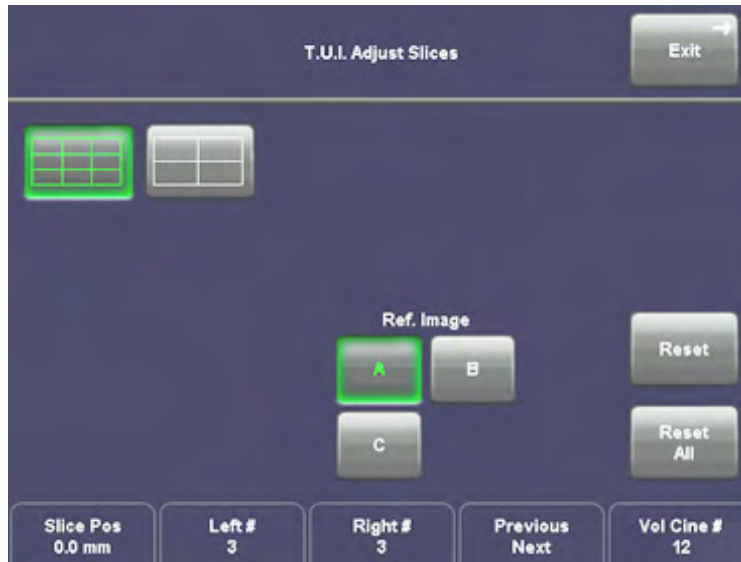 T.U.I. Adjust Slices
Exit
Ref. Image
A
B
C
Reset
Reset
All
Slice Pos
0.0 mm
Left #
3
Right #
3
Previous
Next
Vol Cine #
12